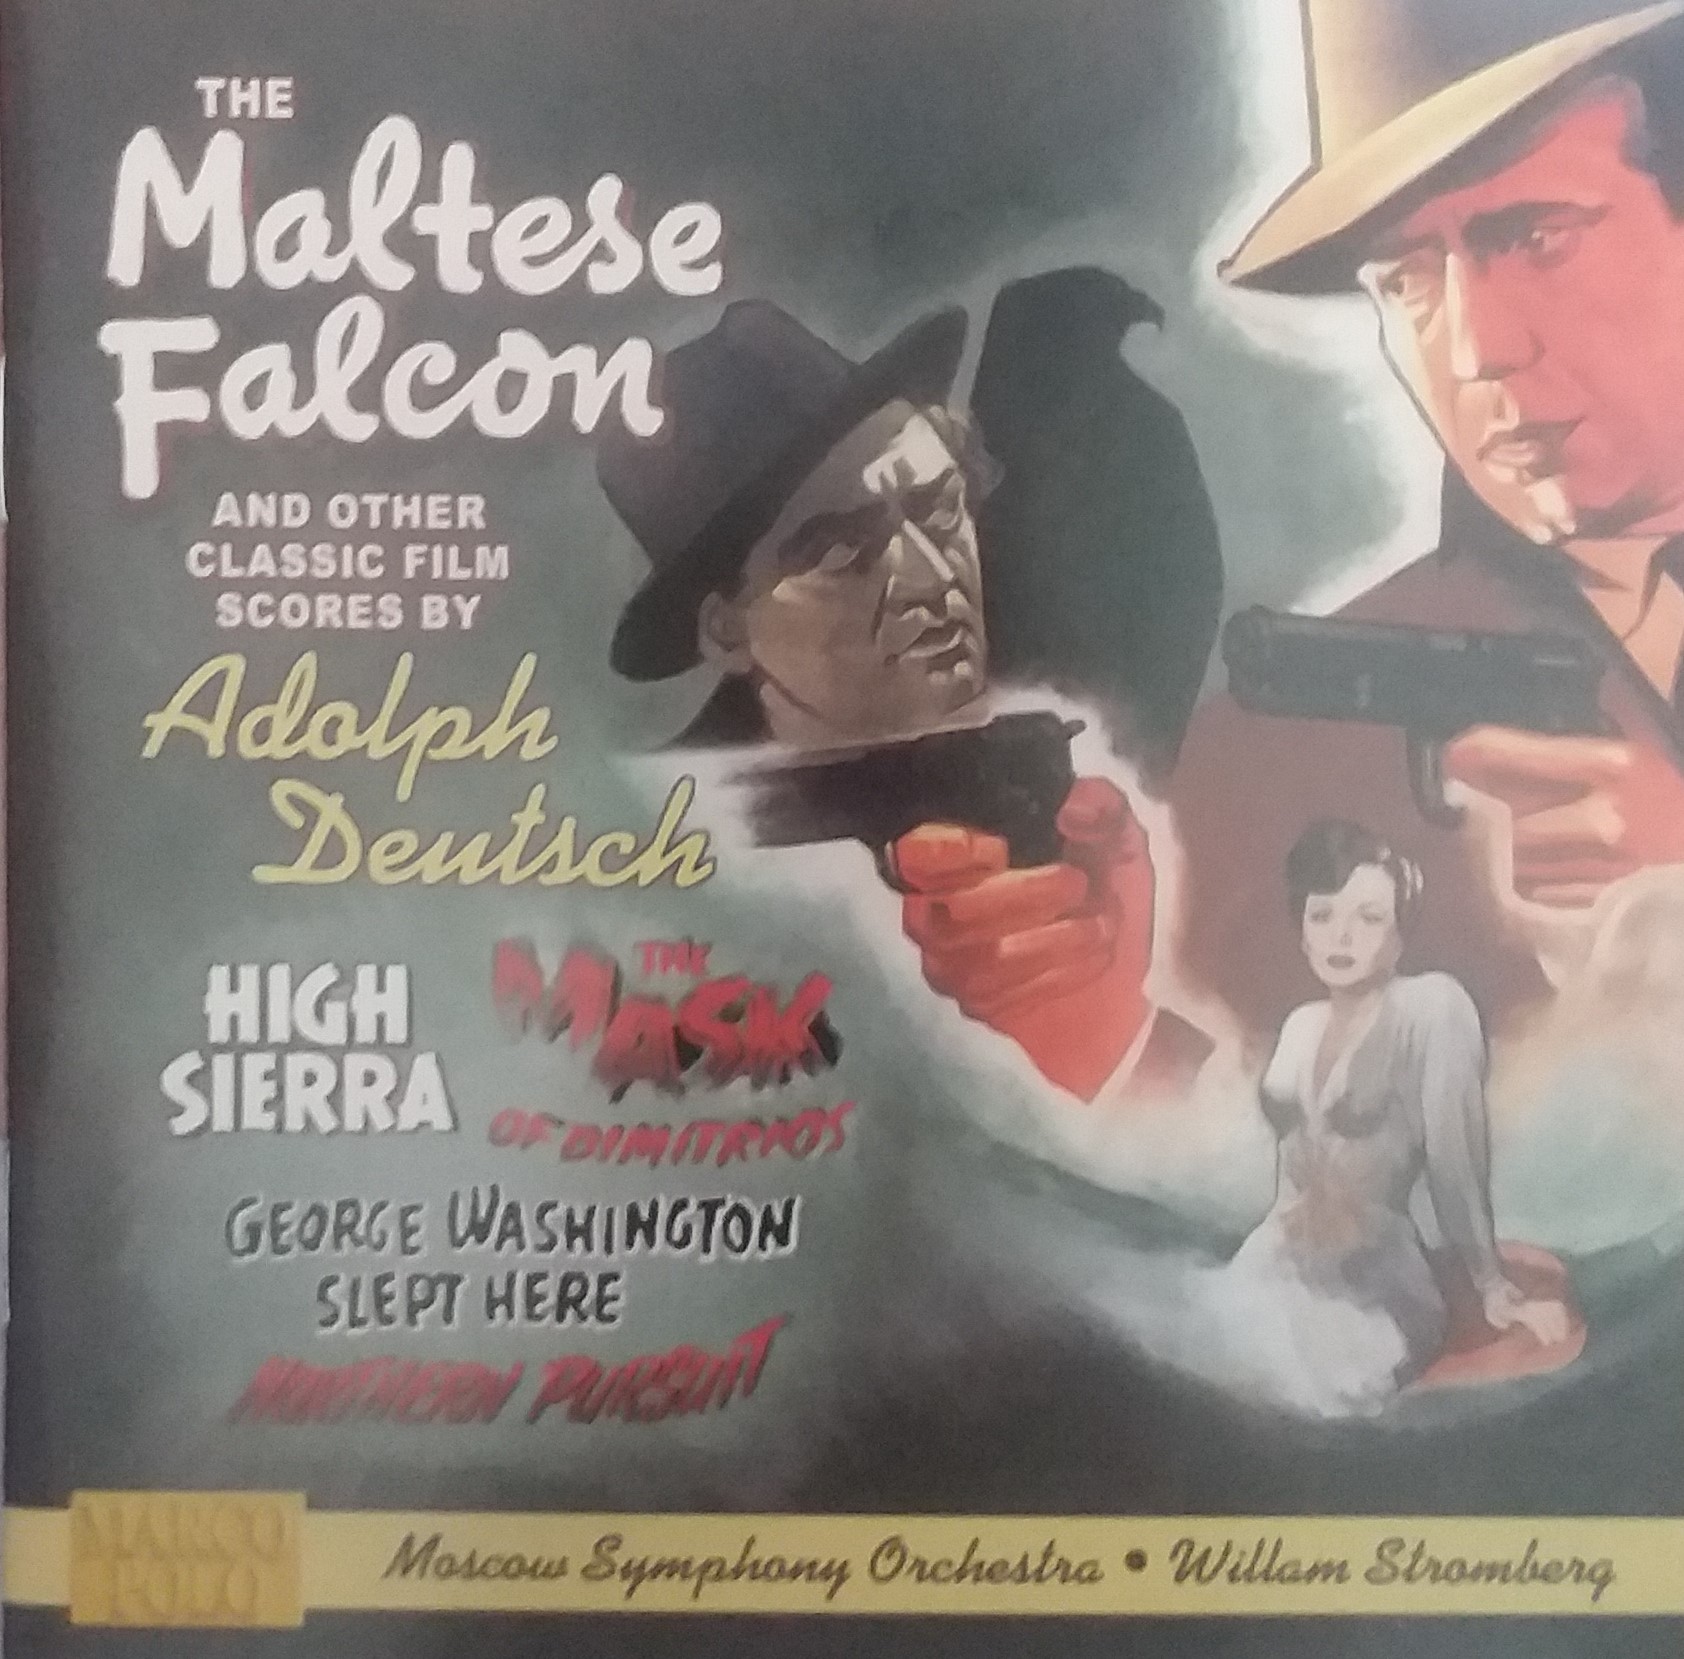 THE
Maltese
Falcon
AND OTHER
CLASSIC FILM
SCORES BY
Adolph
Deutsch
HIGH
SIERRA
THE
MASK
OF DIMITRIOS
GEORGE WASHINGTON
SLEPT HERE
NORTHERN PURSUIT
MARCO
POLO
Moscow Symphony Orchestra • Willam Stromberg